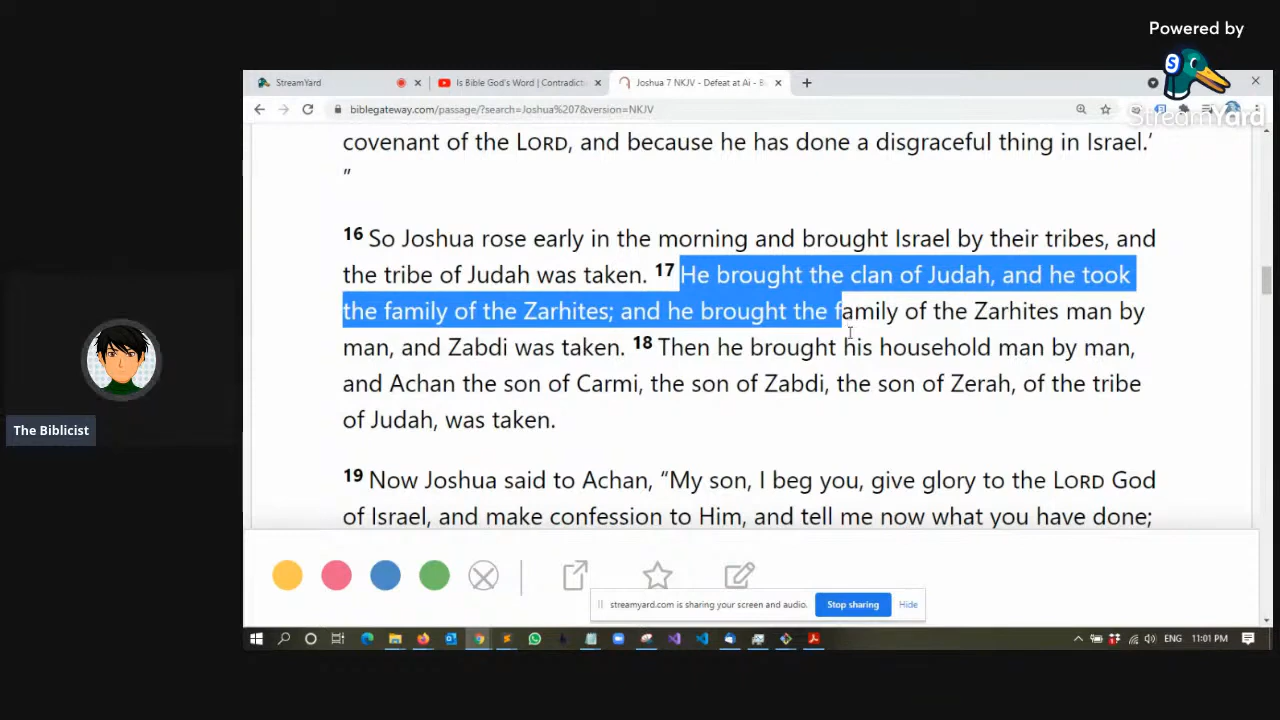 Powered by
StreamYard
StreamYard
Is Bible God's Word | Contradicti
Joshua 7 NKJV - Defeat at Ai - B
biblegateway.com/passage/?search=Joshua%207&version=NKJV
covenant of the LORD, and because he has done a disgraceful thing in Israel.’
”
16 So Joshua rose early in the morning and brought Israel by their tribes, and
the tribe of Judah was taken. 17 He brought the clan of Judah, and he took
the family of the Zarhites; and he brought the family of the Zarhites man by
man, and Zabdi was taken. 18 Then he brought his household man by man,
and Achan the son of Carmi, the son of Zabdi, the son of Zerah, of the tribe
of Judah, was taken.
The Biblicist
19 Now Joshua said to Achan, “My son, I beg you, give glory to the LORD God
of Israel, and make confession to Him, and tell me now what you have done;
streamyard.com is sharing your screen and audio.
Stop sharing
Hide
ENG
11:01 PM